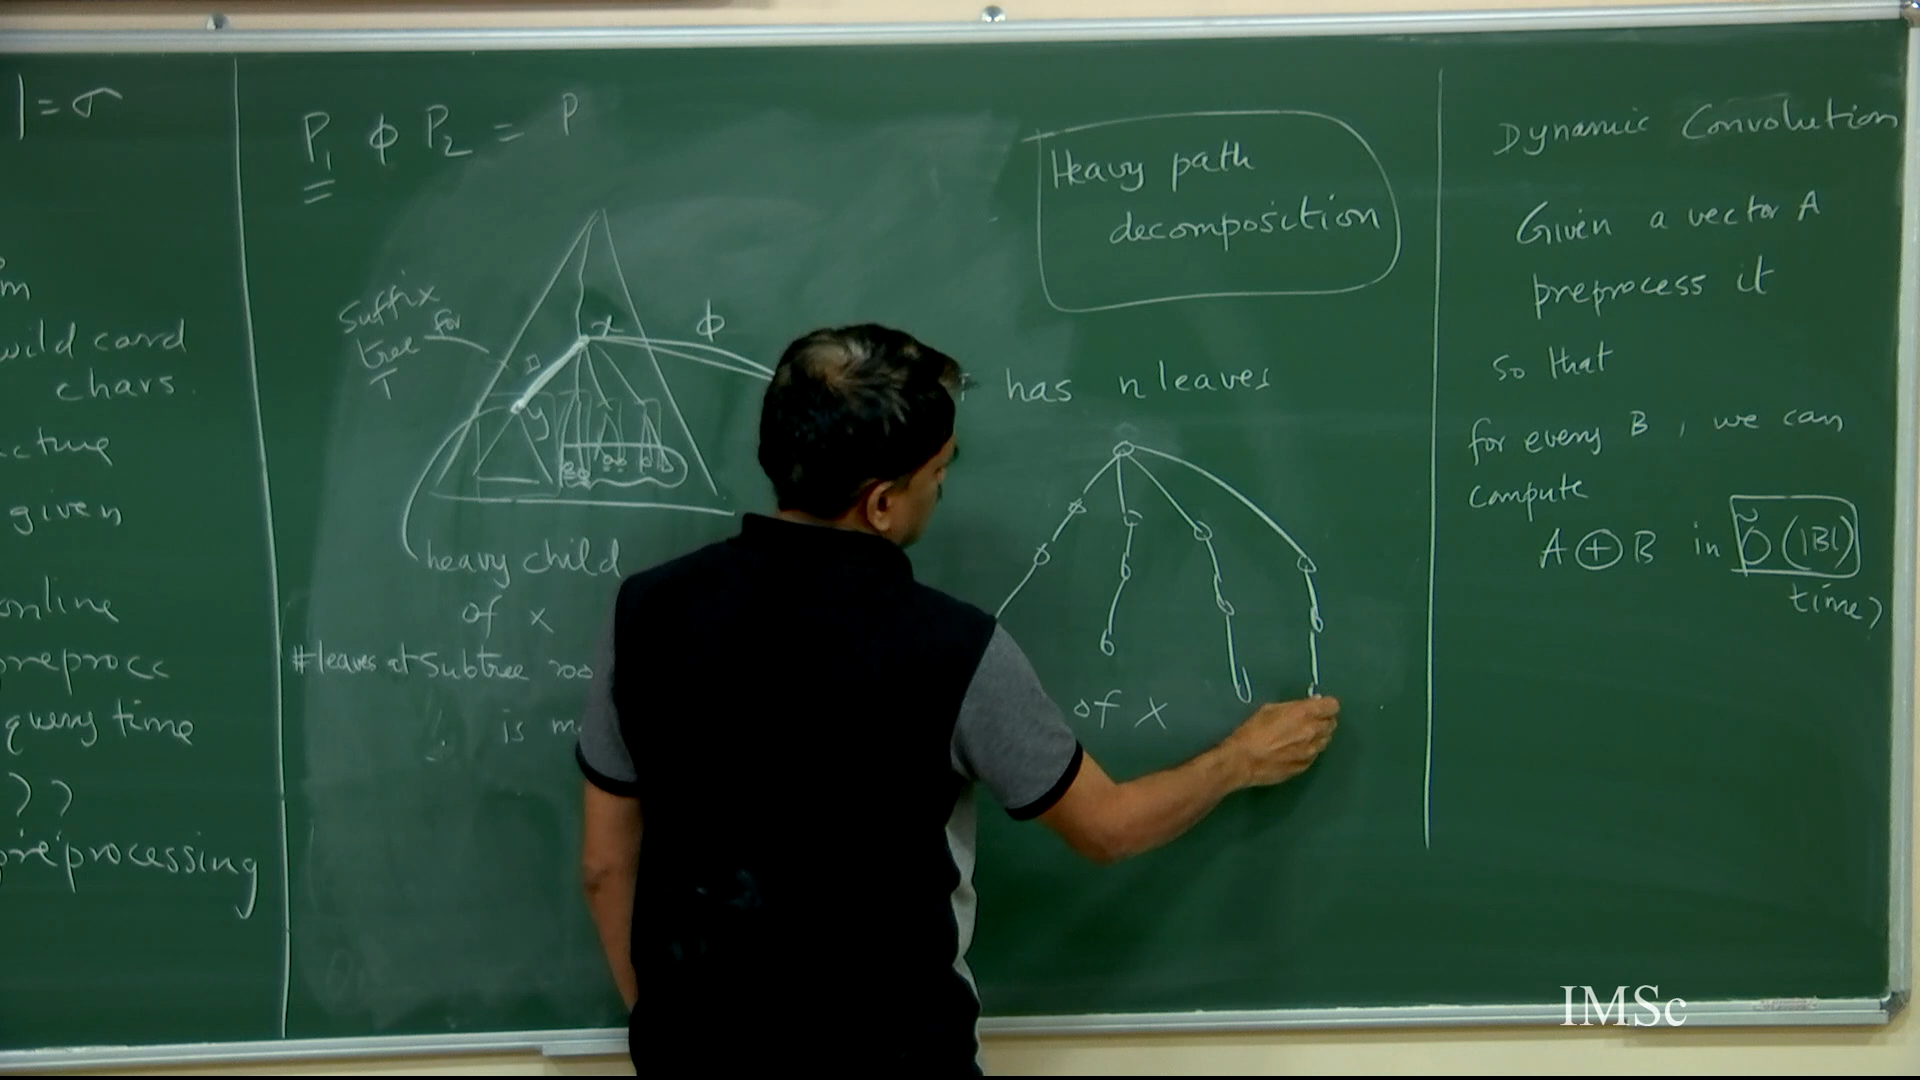 | = σ
m
wild card
chars.
cture
given
online
preprocc
query time
))
preprocessing
P₁ ϕ P₂ = P
Suffix
tree for
T
x
ϕ
y
heavy child
of x
#leaves at subtree roo
is m
Heavy path
decomposition
has n leaves
of x
Dynamic Convolution
Given a vector A
preprocess it
so that
for every B, we can
compute
A ⊕ B in Õ(|B|)
time)
IMSc